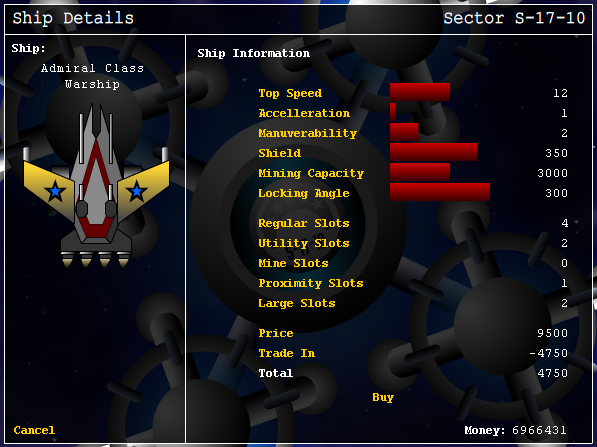 Ship Details
Sector S-17-10
Ship:
Admiral Class
Warship
Ship Information
Top Speed 12
Accelleration 1
Manuverability 2
Shield 350
Mining Capacity 3000
Locking Angle 300
Regular Slots 4
Utility Slots 2
Mine Slots 0
Proximity Slots 1
Large Slots 2
Price 9500
Trade In -4750
Total 4750
Buy
Cancel
Money: 6966431